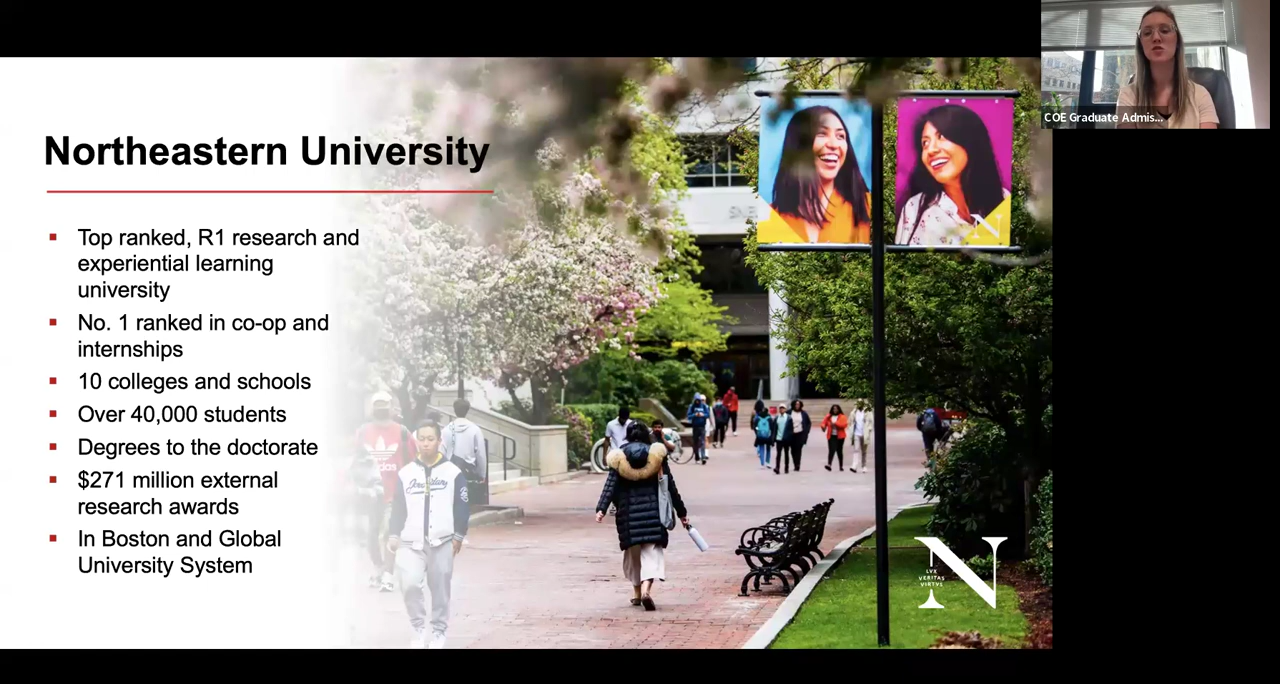 COE Graduate Admis...
Northeastern University
Top ranked, R1 research and
experiential learning
university
No. 1 ranked in co-op and
internships
10 colleges and schools
Over 40,000 students
Degrees to the doctorate
$271 million external
research awards
In Boston and Global
University System
N
N
LVX
VERITAS
VIRTVS